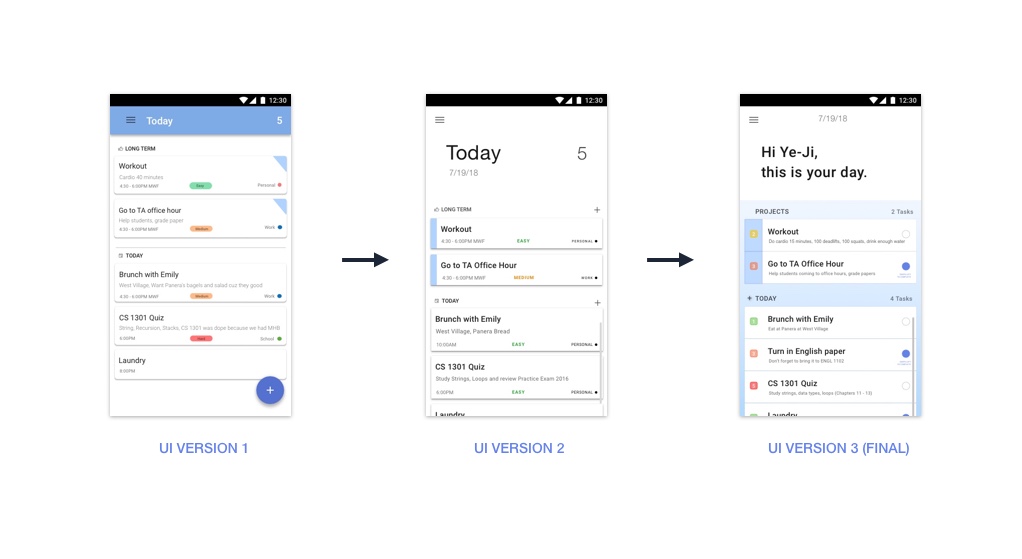 12:30
Today 5
LONG TERM
Workout
Cardio 40 minutes
4:30 - 6:00PM MWF Personal
Go to TA office hour
Help students, grade paper
4:30 - 6:00PM MWF Medium Work
TODAY
Brunch with Emily
West Village, Want Panera's bagels and salad cuz they good
4:30 - 6:00PM MWF Medium Work
CS 1301 Quiz
String, Recursion, Stacks, CS 1301 was dope because we had MHB
6:00PM School
Laundry
8:00PM
+
UI VERSION 1
12:30
Today 5
7/19/18
LONG TERM +
Workout
4:30 - 6:00PM MWF EASY PERSONAL
Go to TA Office Hour
4:30 - 6:00PM MWF MEDIUM WORK
TODAY +
Brunch with Emily
West Village, Panera Bread
10:00AM EASY PERSONAL
CS 1301 Quiz
Study Strings, Loops and review Practice Exam 2016
6:00PM EASY PERSONAL
Laundry
UI VERSION 2
12:30
7/19/18
Hi Ye-Ji,
this is your day.
PROJECTS 2 Tasks
Workout
Do cardio 15 minutes, 100 deadlifts, 100 squats, drink enough water
Go to TA Office Hour
Help students coming to office hours, grade papers
+ TODAY 4 Tasks
Brunch with Emily
Eat at Panera at West Village
Turn in English paper
Don't forget to bring it to ENGL 1102
CS 1301 Quiz
Study strings, data types, loops (Chapters 11 - 13)
Laundry
UI VERSION 3 (FINAL)